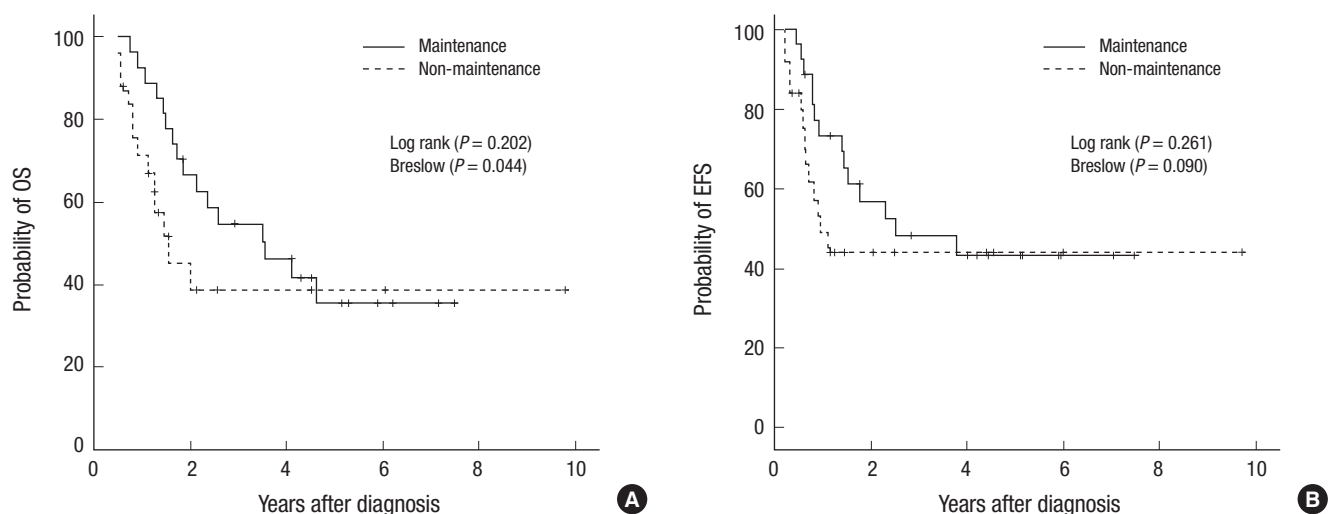 Probability of OS
100
80
60
40
20
0
0 2 4 6 8 10
Years after diagnosis
Maintenance
Non-maintenance
Log rank (P = 0.202)
Breslow (P = 0.044)
A
Probability of EFS
100
80
60
40
20
0
0 2 4 6 8 10
Years after diagnosis
Maintenance
Non-maintenance
Log rank (P = 0.261)
Breslow (P = 0.090)
B